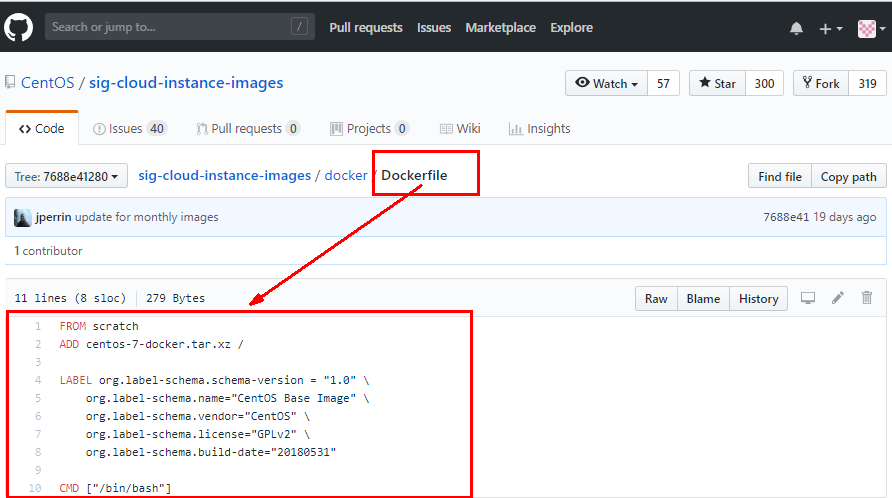 Search or jump to... / Pull requests Issues Marketplace Explore
CentOS / sig-cloud-instance-images Watch 57 Star 300 Fork 319
Code Issues 40 Pull requests 0 Projects 0 Wiki Insights
Tree: 7688e41280 sig-cloud-instance-images / docker / Dockerfile Find file Copy path
jperrin update for monthly images 7688e41 19 days ago
1 contributor
11 lines (8 sloc) 279 Bytes Raw Blame History
1 FROM scratch
2 ADD centos-7-docker.tar.xz /
3
4 LABEL org.label-schema.schema-version = "1.0" \
5 org.label-schema.name="CentOS Base Image" \
6 org.label-schema.vendor="CentOS" \
7 org.label-schema.license="GPLv2" \
8 org.label-schema.build-date="20180531"
9
10 CMD ["/bin/bash"]